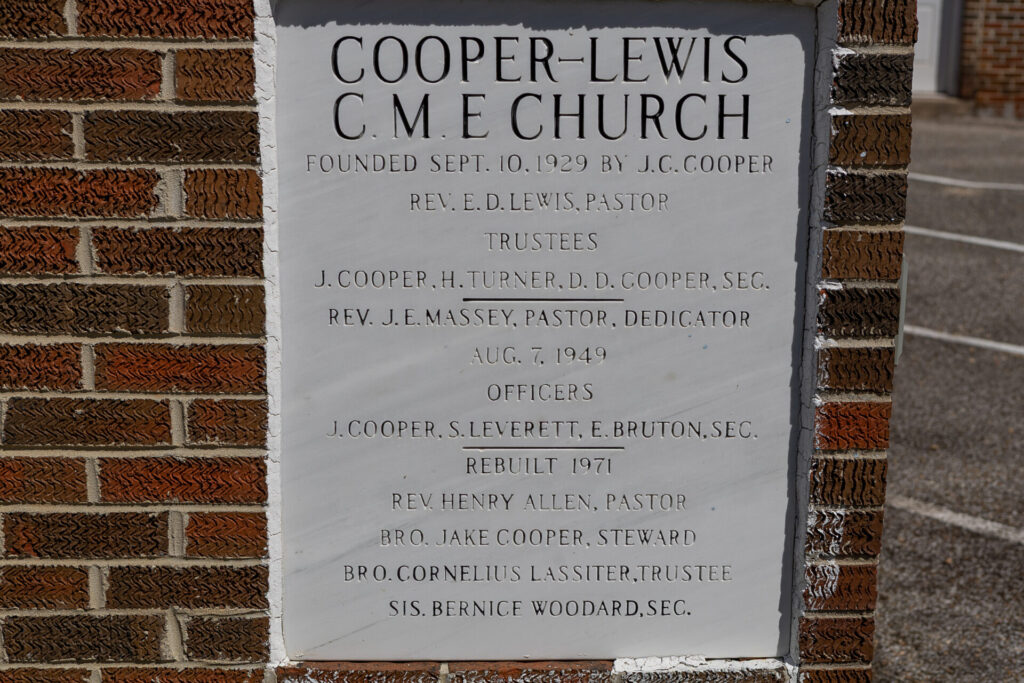 COOPER-LEWIS
C. M. E CHURCH
FOUNDED SEPT. 10, 1929 BY J.C. COOPER
REV. E. D. LEWIS, PASTOR
TRUSTEES
J. COOPER, H. TURNER, D. D. COOPER, SEC.
REV. J. E. MASSEY, PASTOR, DEDICATOR
AUG. 7, 1949
OFFICERS
J. COOPER, S. LEVERETT, E. BRUTON, SEC.
REBUILT 1971
REV. HENRY ALLEN, PASTOR
BRO. JAKE COOPER, STEWARD
BRO. CORNELIUS LASSITER, TRUSTEE
SIS. BERNICE WOODARD, SEC.